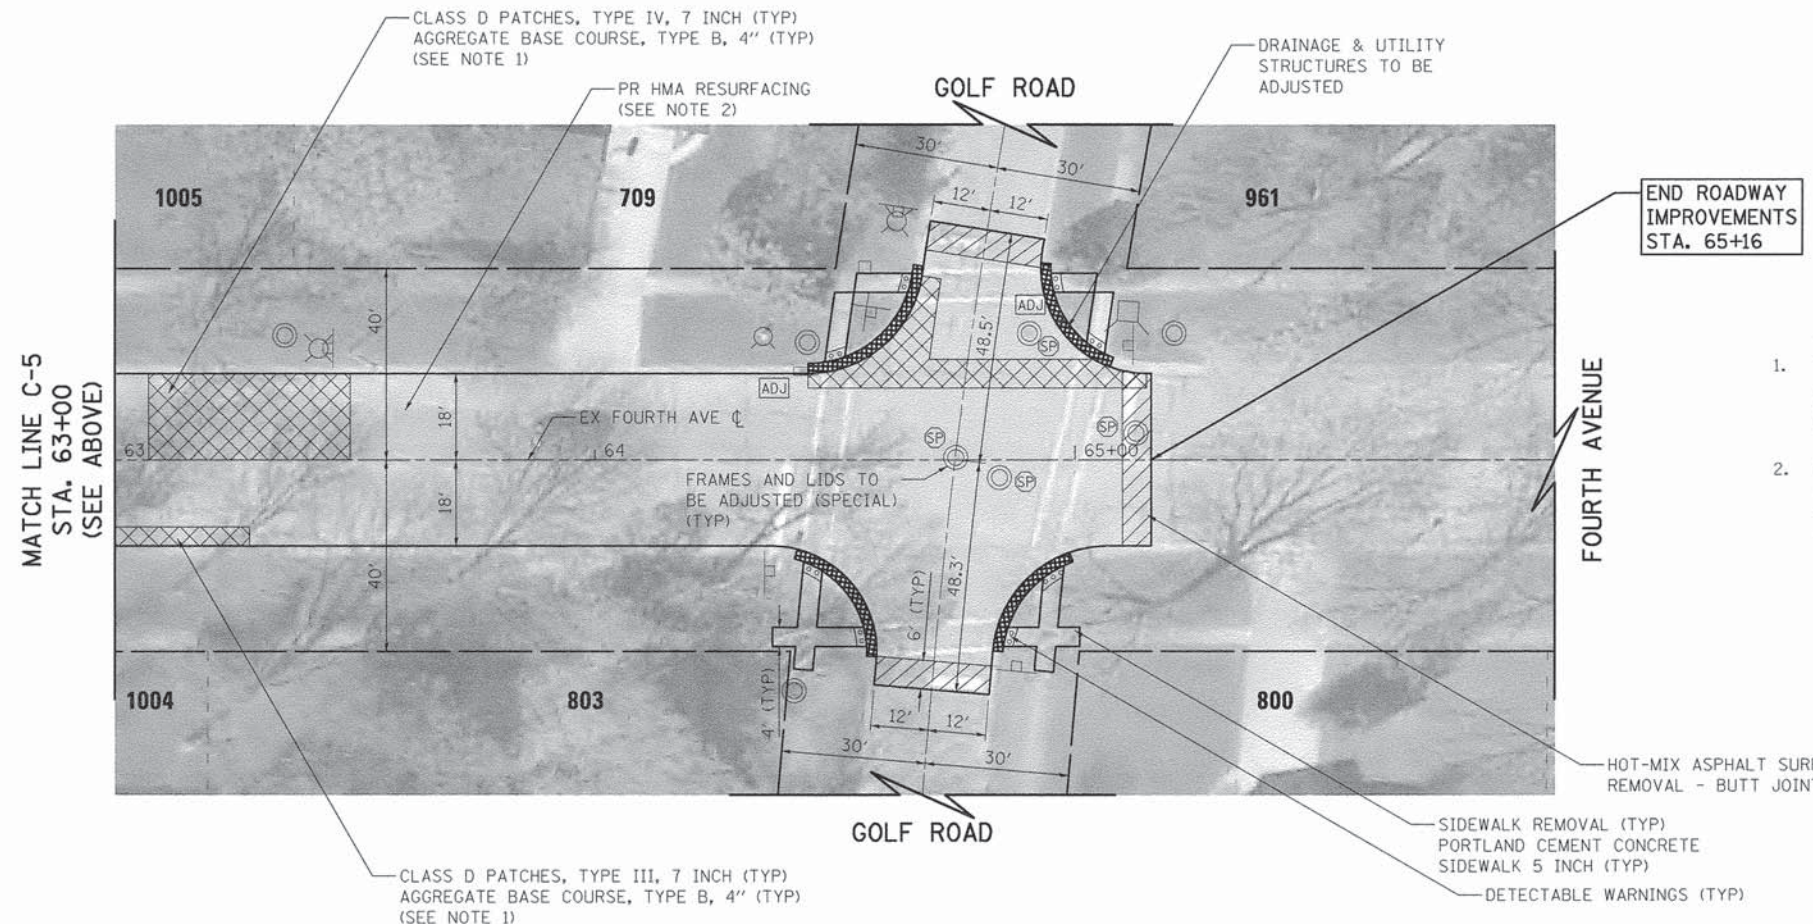 CLASS D PATCHES, TYPE IV, 7 INCH (TYP)
AGGREGATE BASE COURSE, TYPE B, 4" (TYP)
(SEE NOTE 1)
PR HMA RESURFACING
(SEE NOTE 2)
GOLF ROAD
DRAINAGE & UTILITY
STRUCTURES TO BE
ADJUSTED
30'
30'
1005
709
12'
12'
961
END ROADWAY
IMPROVEMENTS
STA. 65+16
40'
ADJ
48.5'
SP
MATCH LINE C-5
STA. 63+00
(SEE ABOVE)
18'
ADJ
EX FOURTH AVE ℄
63
64
SP
SP
65+00
FOURTH AVENUE
1.
2.
FRAMES AND LIDS TO
BE ADJUSTED (SPECIAL)
(TYP)
SP
18'
40'
6' (TYP)
48.3'
1004
803
4' (TYP)
800
12'
12'
30'
30'
GOLF ROAD
HOT-MIX ASPHALT
REMOVAL - BUTT
SIDEWALK REMOVAL (TYP)
PORTLAND CEMENT CONCRETE
SIDEWALK 5 INCH (TYP)
DETECTABLE WARNINGS (TYP)
CLASS D PATCHES, TYPE III, 7 INCH (TYP)
AGGREGATE BASE COURSE, TYPE B, 4" (TYP)
(SEE NOTE 1)